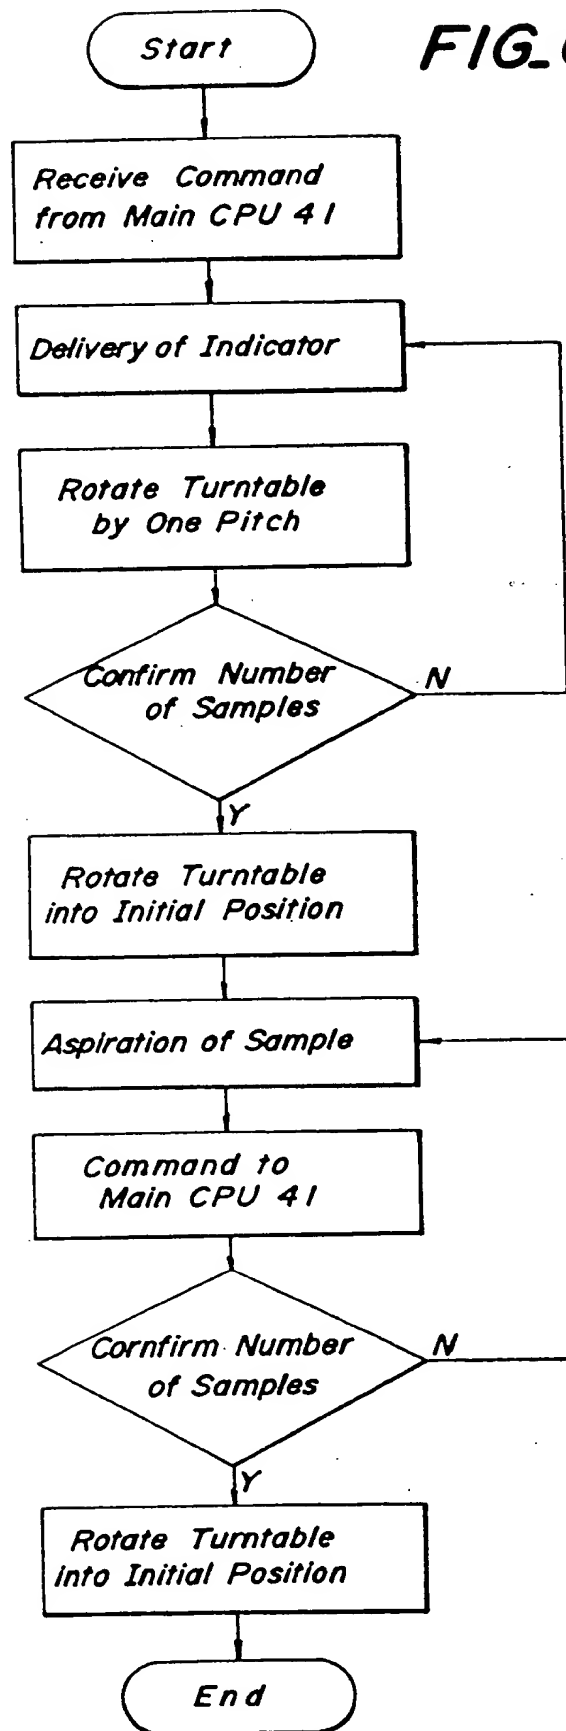 Start
FIG_
Receive Command
from Main CPU 41
Delivery of Indicator
Rotate Turntable
by One Pitch
Confirm Number
of Samples
N
Y
Rotate Turntable
into Initial Position
Aspiration of Sample
Command to
Main CPU 41
Cornfirm Number
of Samples
N
Y
Rotate Turntable
into Initial Position
End